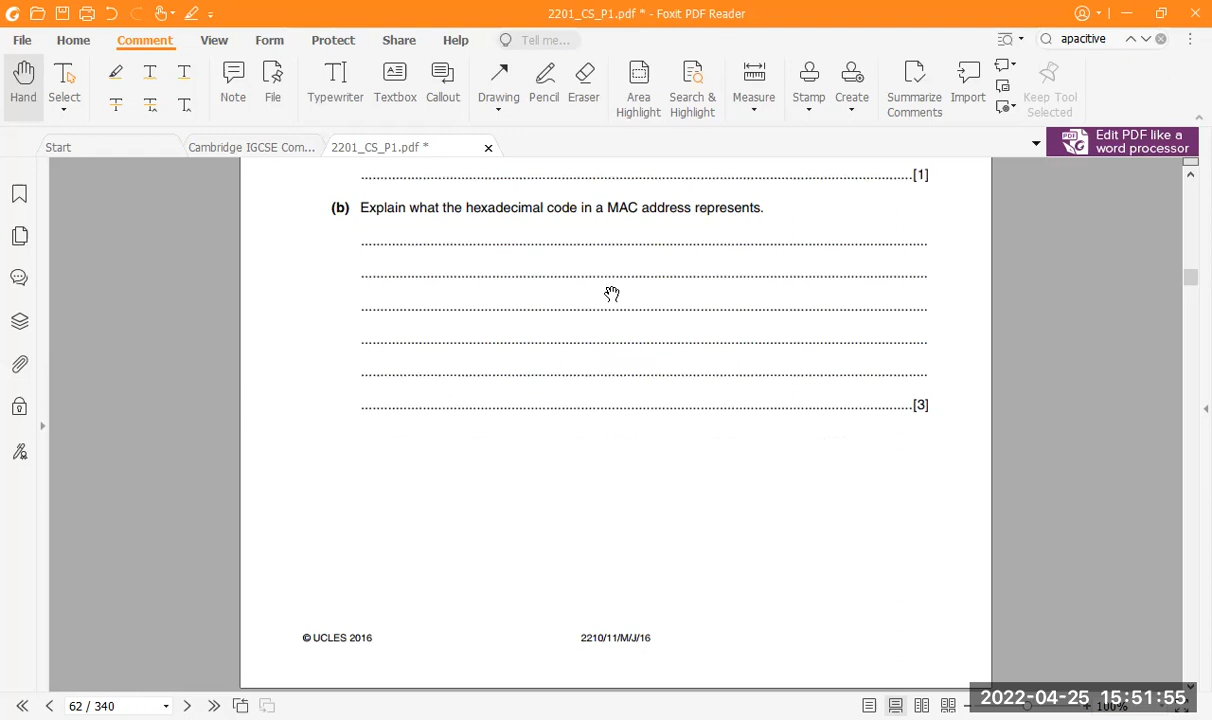 2201_CS_P1.pdf * - Foxit PDF Reader
File Home Comment View Form Protect Share Help Tell me... apacitive
Hand Select Note File Typewriter Textbox Callout Drawing Pencil Eraser Area Highlight Search & Highlight Measure Stamp Create Summarize Comments Import Keep Tool Selected
Start Cambridge IGCSE Com... 2201_CS_P1.pdf * Edit PDF like a word processor
[1]
(b) Explain what the hexadecimal code in a MAC address represents.
[3]
© UCLES 2016 2210/11/M/J/16
62 / 340 100%
2022-04-25 15:51:55